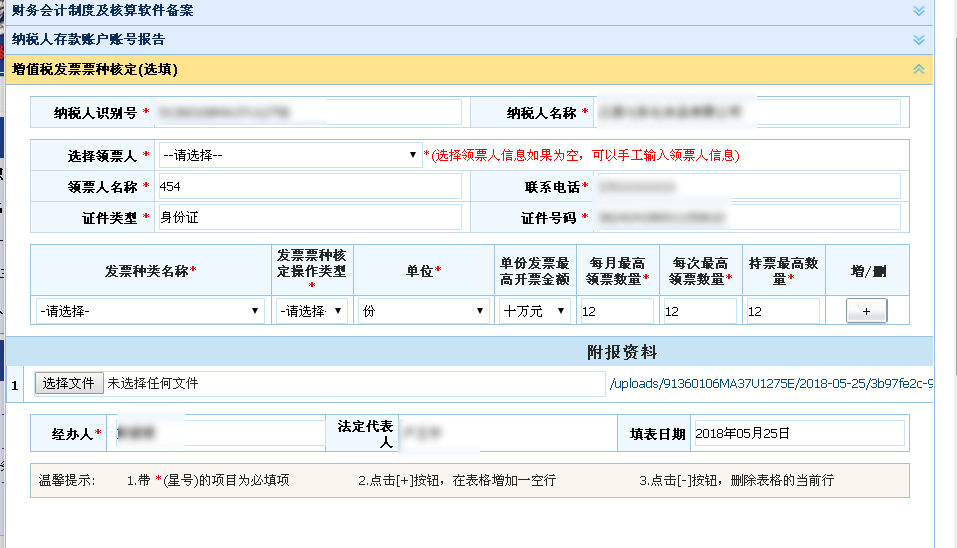 财务会计制度及核算软件备案
纳税人存款账户账号报告
增值税发票票种核定(选填)
纳税人识别号 * 纳税人名称 *
选择领票人 * --请选择-- *(选择领票人信息如果为空，可以手工输入领票人信息)
领票人名称 * 454 联系电话*
证件类型 * 身份证 证件号码 *
发票种类名称* 发票票种核定操作类型* 单位* 单份发票最高开票金额 每月最高领票数量* 每次最高领票数量* 持票最高数量* 增/删
-请选择- -请选择- 份 十万元 12 12 12 +
附报资料
1 选择文件 未选择任何文件 /uploads/91360106MA37U1275E/2018-05-25/3b97fe2c-9
经办人* 法定代表人 填表日期 2018年05月25日
温馨提示: 1.带 *(星号)的项目为必填项 2.点击[+]按钮，在表格增加一空行 3.点击[-]按钮，删除表格的当前行